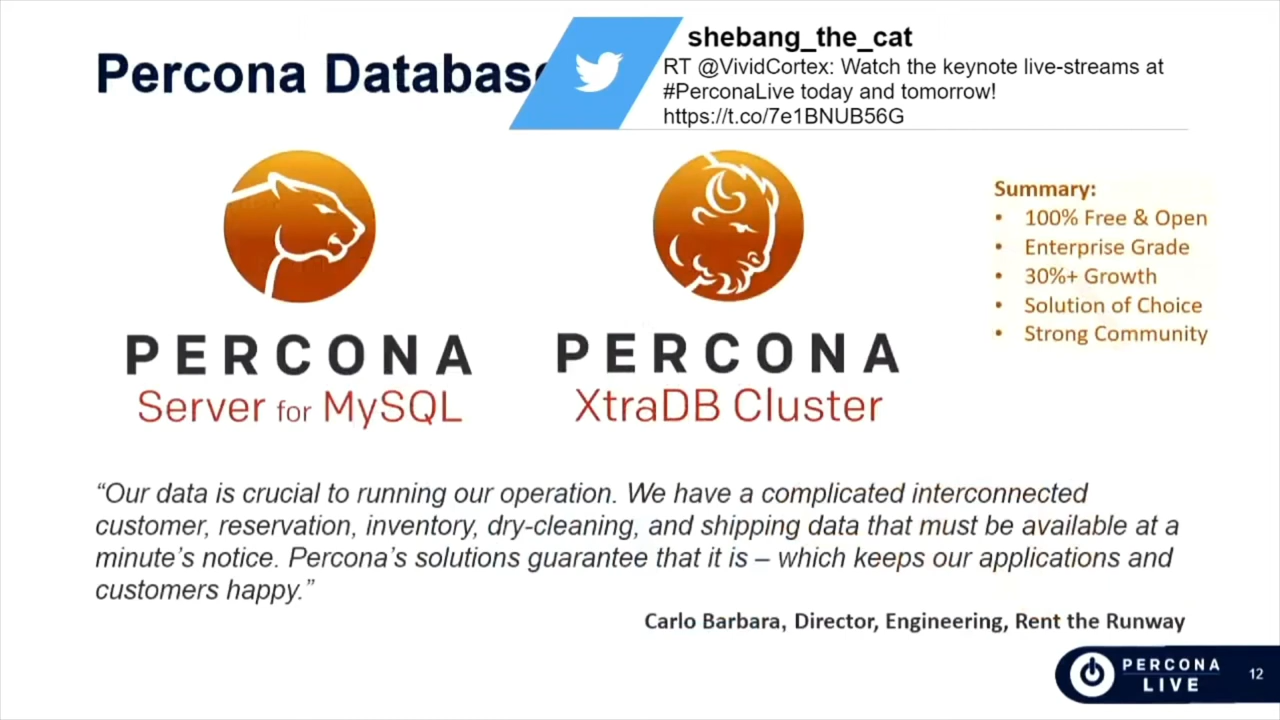 Percona Database
shebang_the_cat
RT @VividCortex: Watch the keynote live-streams at
#PerconaLive today and tomorrow!
https://t.co/7e1BNUB56G
PERCONA
Server for MySQL
PERCONA
XtraDB Cluster
Summary:
• 100% Free & Open
• Enterprise Grade
• 30%+ Growth
• Solution of Choice
• Strong Community
“Our data is crucial to running our operation. We have a complicated interconnected
customer, reservation, inventory, dry-cleaning, and shipping data that must be available at a
minute’s notice. Percona’s solutions guarantee that it is – which keeps our applications and
customers happy.”
Carlo Barbara, Director, Engineering, Rent the Runway
PERCONA
LIVE
12